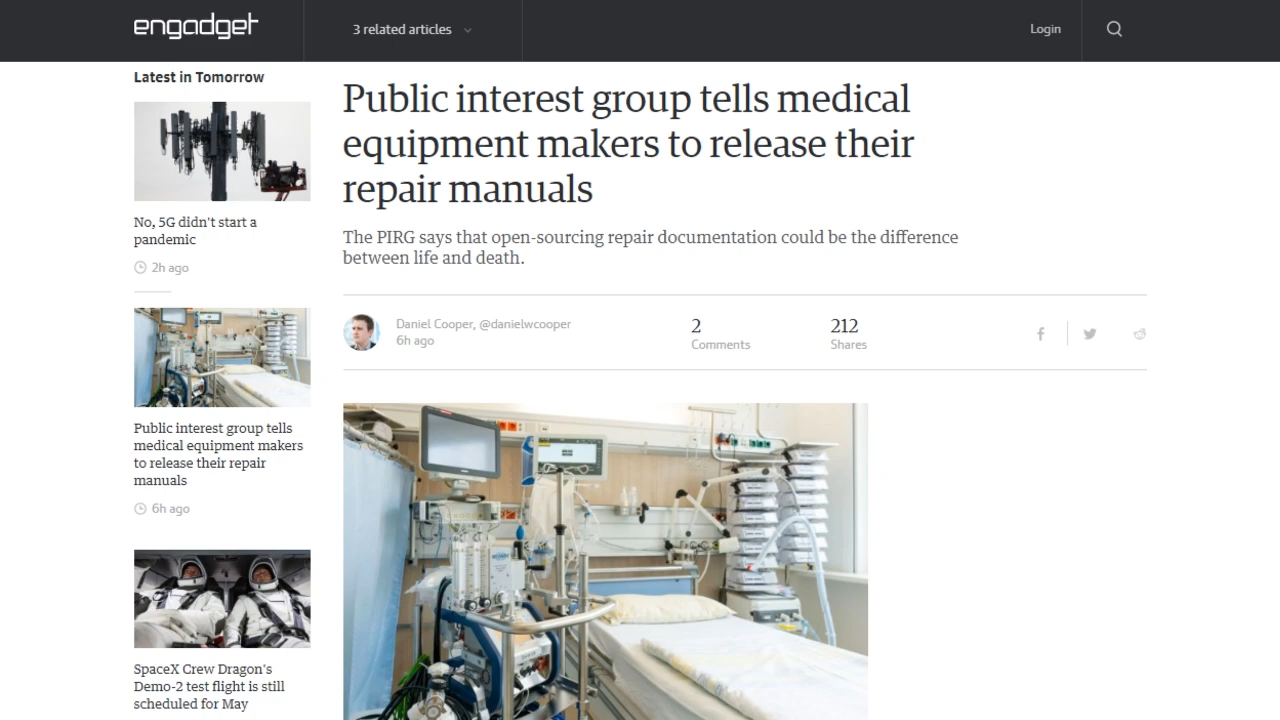 engadget
3 related articles
Login
Latest in Tomorrow
No, 5G didn't start a
pandemic
2h ago
Public interest group tells
medical equipment makers
to release their repair
manuals
6h ago
SpaceX Crew Dragon's
Demo-2 test flight is still
scheduled for May
Public interest group tells medical
equipment makers to release their
repair manuals
The PIRG says that open-sourcing repair documentation could be the difference
between life and death.
Daniel Cooper, @danielwcooper
6h ago
2
Comments
212
Shares